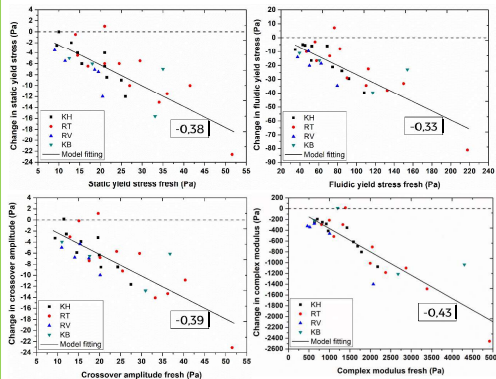 Change in static yield stress (Pa)
4
2
0
-2
-4
-6
-8
-10
-12
-14
-16
-18
-20
-22
-24
5 10 15 20 25 30 35 40 45 50 55
Static yield stress fresh (Pa)
KH
RT
RV
KB
Model fitting
-0,38
Change in fluidic yield stress (Pa)
20
10
0
-10
-20
-30
-40
-50
-60
-70
-80
-90
20 40 60 80 100 120 140 160 180 200 220 240
Fluidic yield stress fresh (Pa)
KH
RT
RV
KB
Model fitting
-0,33
Change in crossover amplitude (Pa)
4
2
0
-2
-4
-6
-8
-10
-12
-14
-16
-18
-20
-22
-24
5 10 15 20 25 30 35 40 45 50 55
Crossover amplitude fresh (Pa)
KH
RT
RV
KB
Model fitting
-0,39
Change in complex modulus (Pa)
200
0
-200
-400
-600
-800
-1000
-1200
-1400
-1600
-1800
-2000
-2200
-2400
-2600
0 500 1000 1500 2000 2500 3000 3500 4000 4500 5000
Complex modulus fresh (Pa)
KH
RT
RV
KB
Model fitting
-0,43